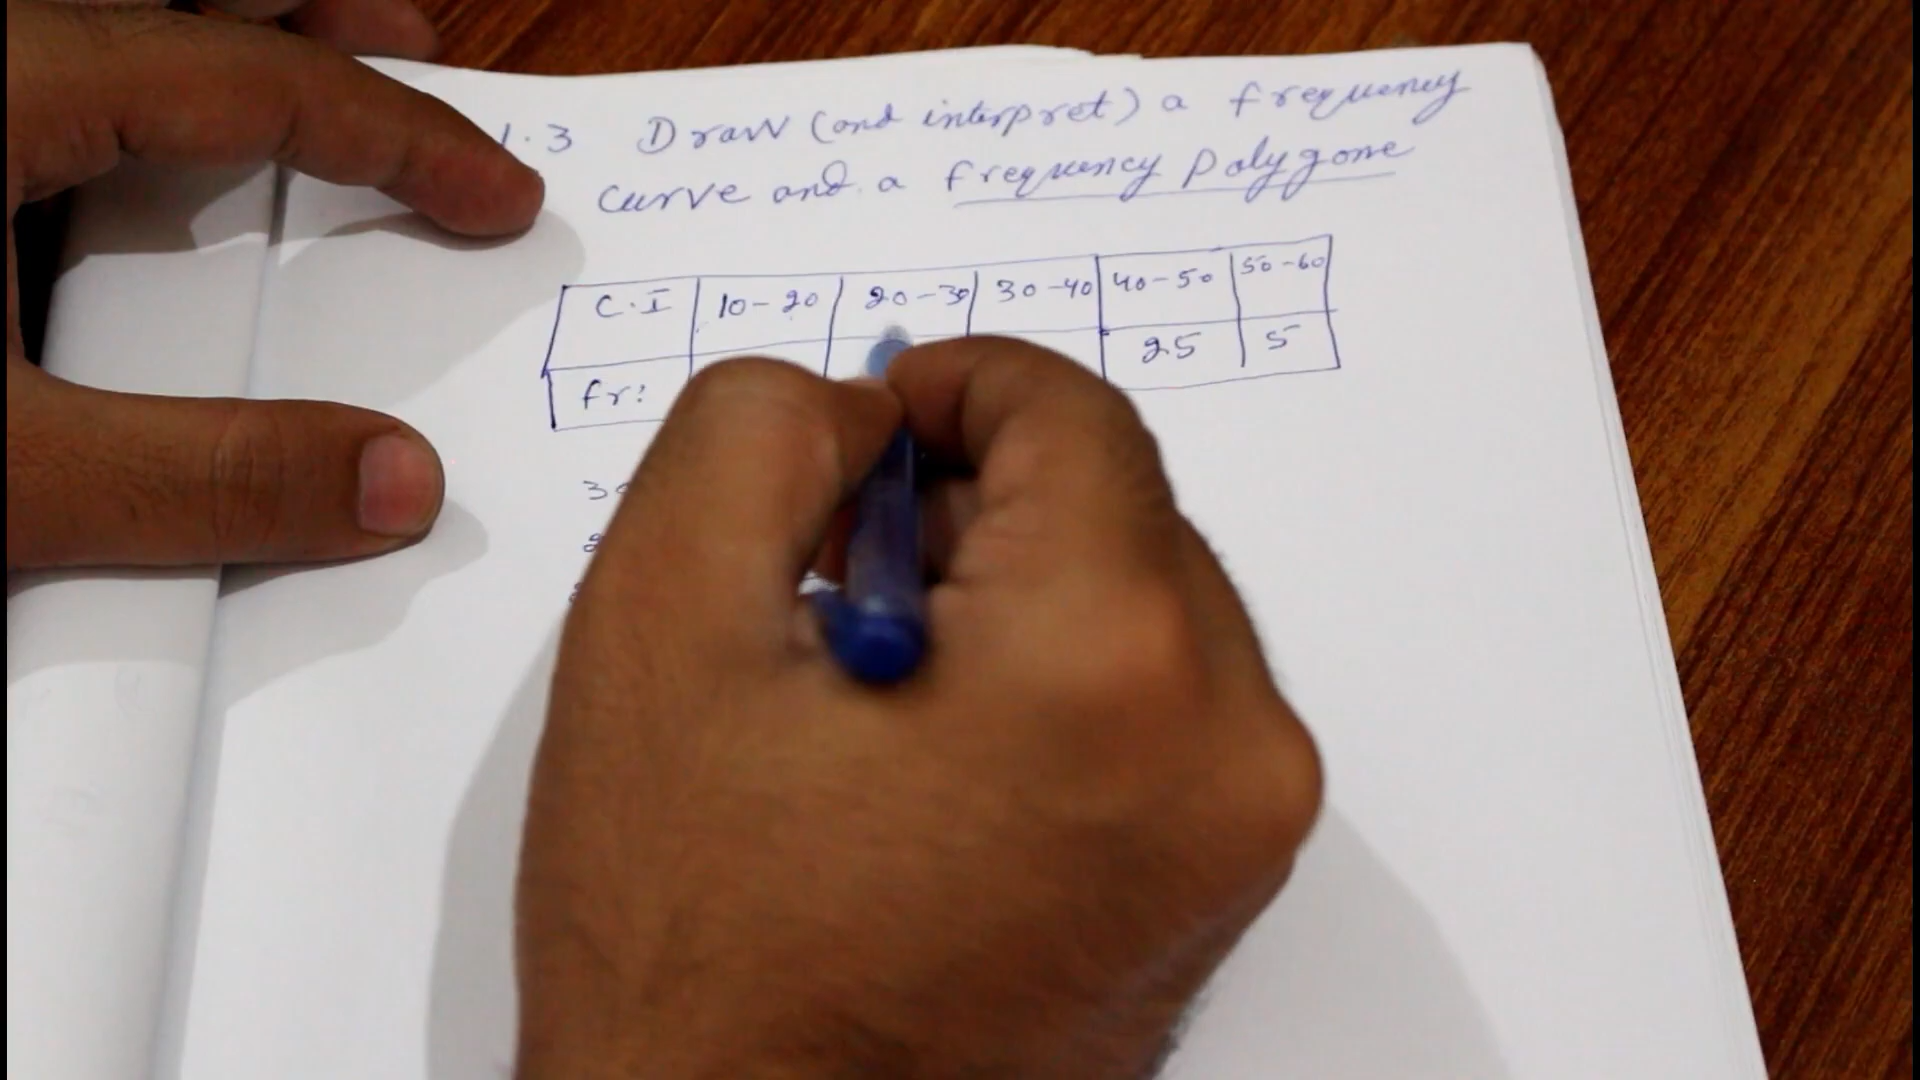 1.3 Draw (and interpret) a frequency
curve and a frequency polygone
C.I 10-20 20-30 30-40 40-50 50-60
fr: 25 5